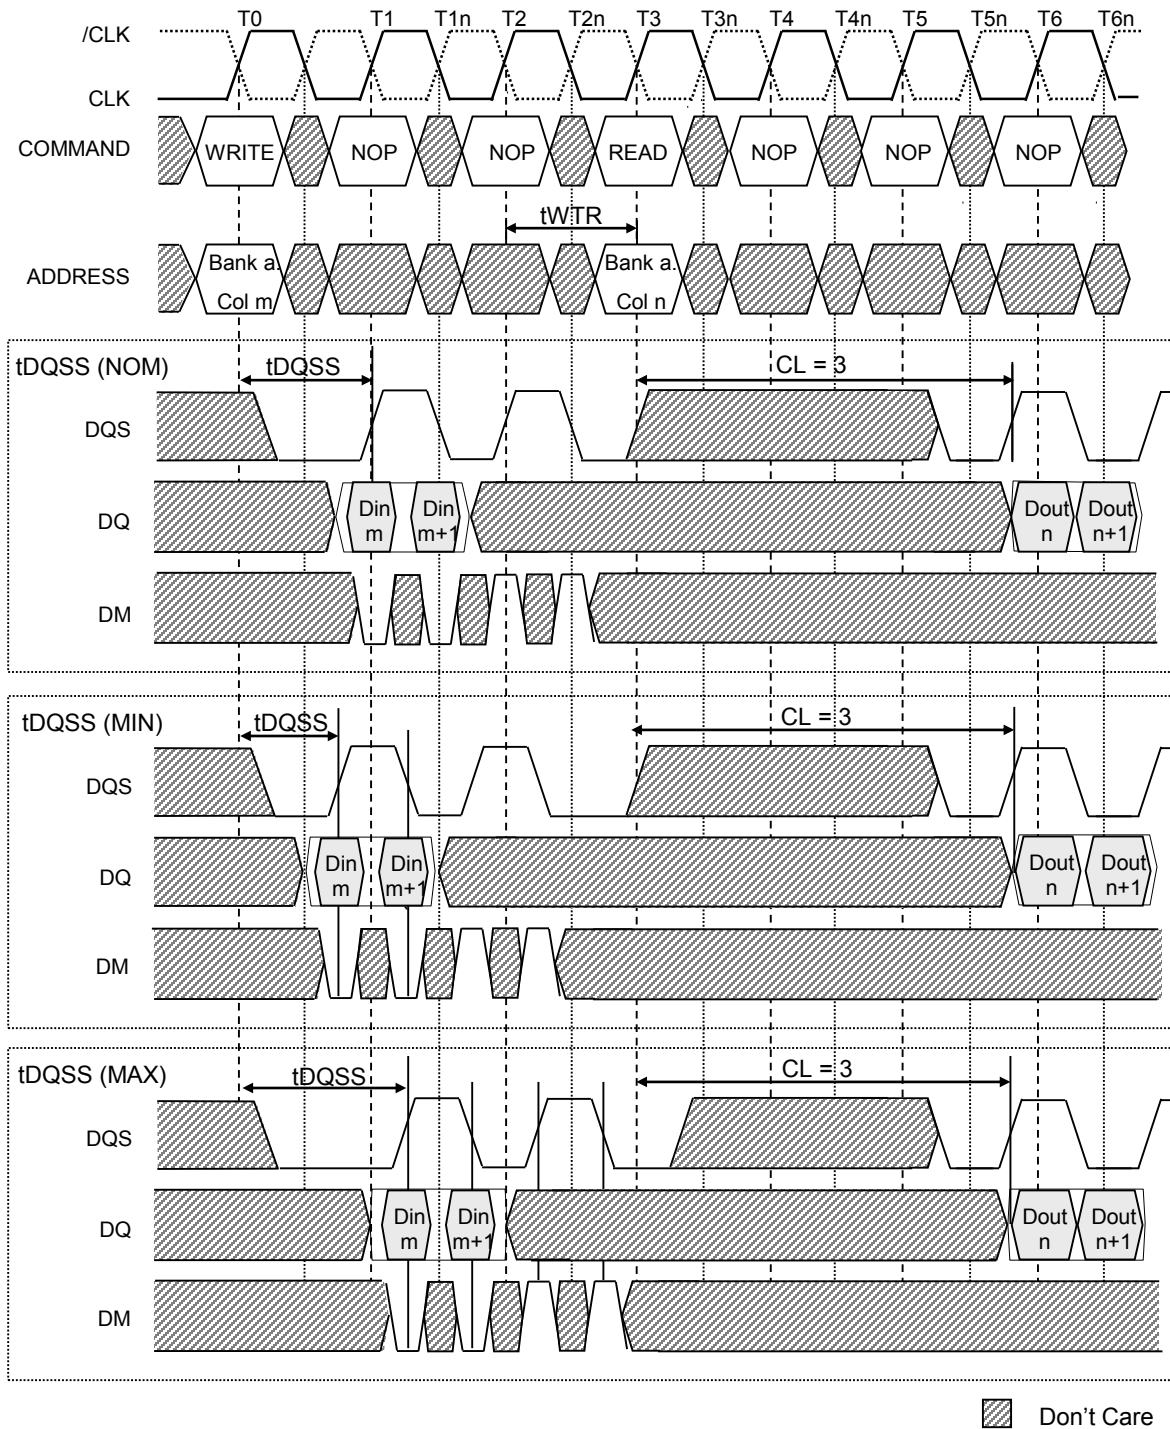 T0 T1 T1n T2 T2n T3 T3n T4 T4n T5 T5n T6 T6n
/CLK
CLK
COMMAND WRITE NOP NOP READ NOP NOP NOP
tWTR
ADDRESS Bank a. Col m Bank a. Col n
tDQSS (NOM) tDQSS CL = 3
DQS
DQ Din m Din m+1 Dout n Dout n+1
DM
tDQSS (MIN) tDQSS CL = 3
DQS
DQ Din m Din m+1 Dout n Dout n+1
DM
tDQSS (MAX) tDQSS CL = 3
DQS
DQ Din m Din m+1 Dout n Dout n+1
DM
Don't Care